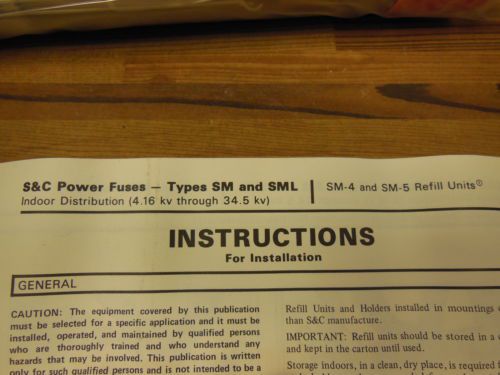 S&C Power Fuses — Types SM and SML
Indoor Distribution (4.16 kv through 34.5 kv)
SM-4 and SM-5 Refill Units®
INSTRUCTIONS
For Installation
GENERAL
CAUTION: The equipment covered by this publication
must be selected for a specific application and it must be
installed, operated, and maintained by qualified persons
who are thoroughly trained and who understand any
hazards that may be involved. This publication is written
only for such qualified persons and is not intended to be a
Refill Units and Holders installed in mountings
than S&C manufacture.
IMPORTANT: Refill units should be stored in a
and kept in the carton until used.
Storage indoors, in a clean, dry place, is required